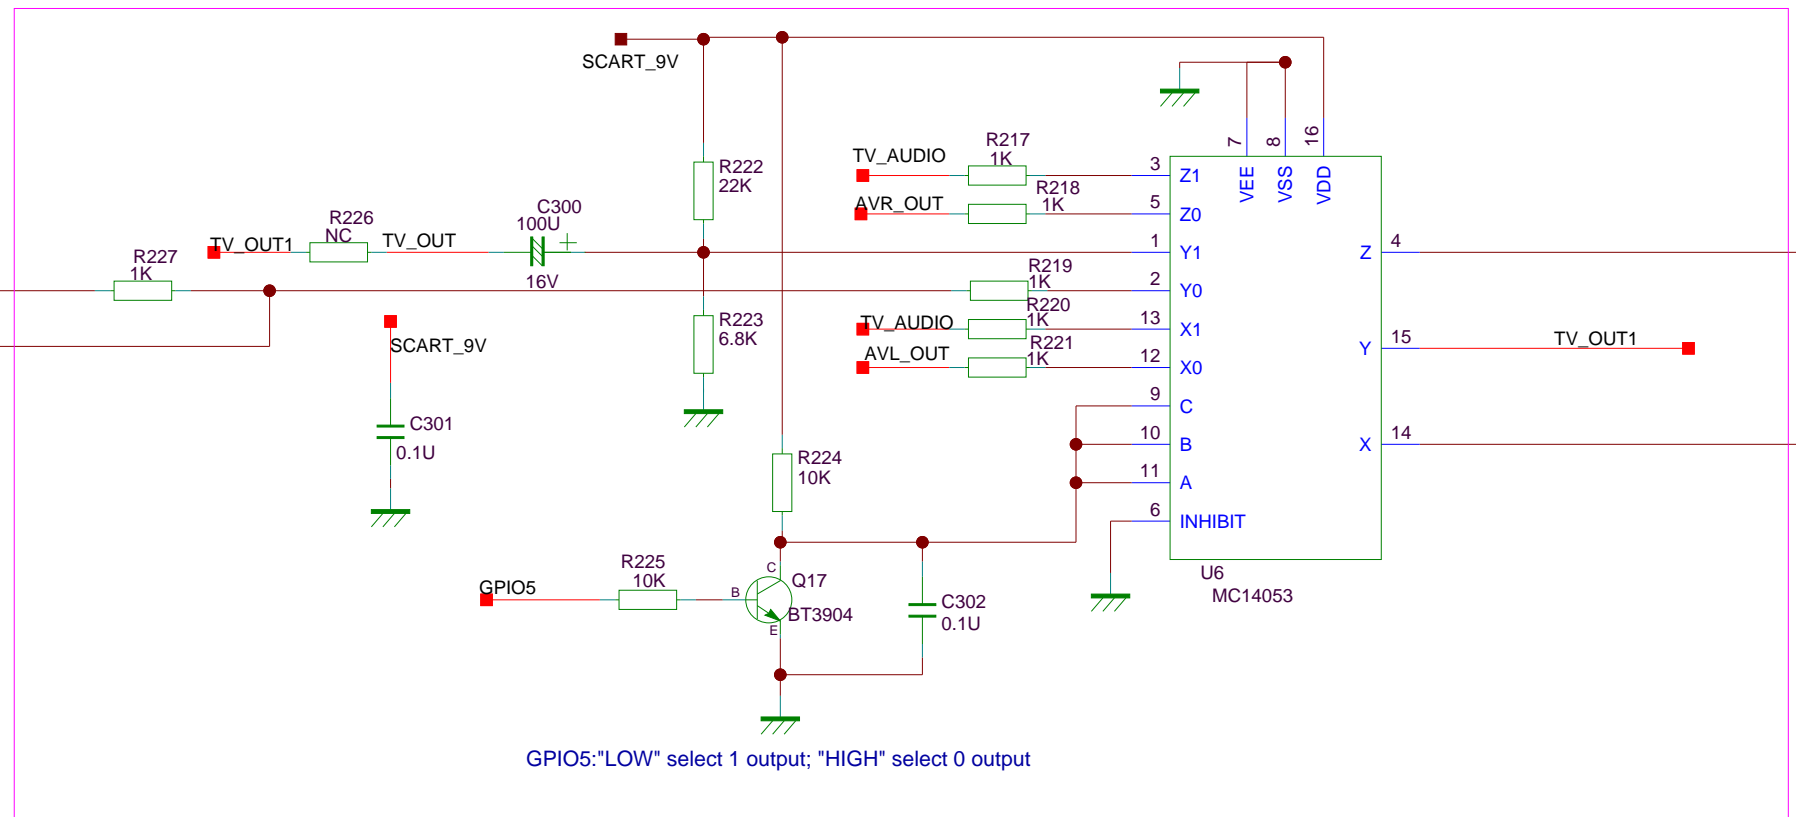 SCART_9V
R222
22K
TV_AUDIO
R217
1K
3
Z1
7
8
16
VEE
VSS
VDD
AVR_OUT
R218
1K
5
Z0
TV_OUT1
R226
NC
TV_OUT
C300
100U
+
16V
1
Y1
Z
4
R227
1K
R219
1K
2
Y0
SCART_9V
R223
6.8K
TV_AUDIO
R220
1K
13
X1
Y
15
TV_OUT1
AVL_OUT
R221
1K
12
X0
C301
0.1U
9
C
10
B
X
14
R224
10K
11
A
6
INHIBIT
U6
MC14053
GPIO5
R225
10K
C
B
E
Q17
BT3904
C302
0.1U
GPIO5:"LOW" select 1 output; "HIGH" select 0 output